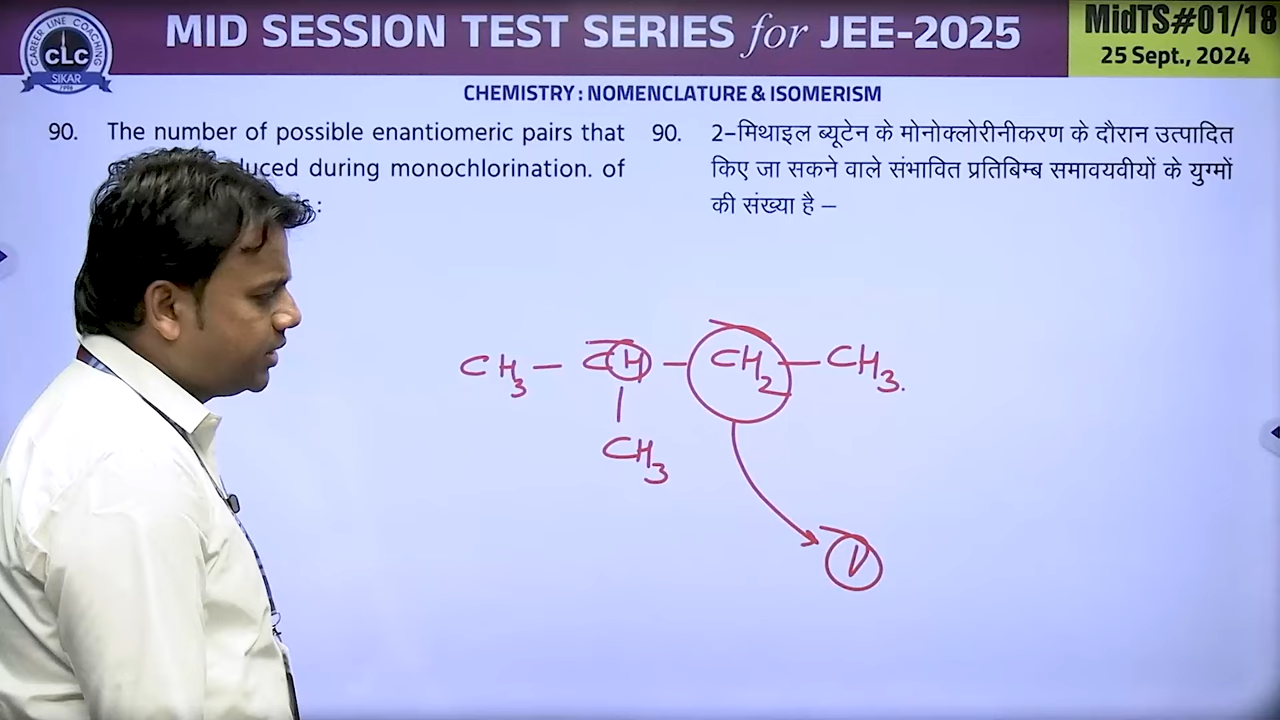 MID SESSION TEST SERIES for JEE-2025
MidTS#01/18
25 Sept., 2024
CAREER LINE COACHING
CLC
SIKAR
1996
CHEMISTRY : NOMENCLATURE & ISOMERISM
90. The number of possible enantiomeric pairs that
during monochlorination. of
:
90. 2–मिथाइल ब्यूटेन के मोनोक्लोरीनीकरण के दौरान उत्पादित
किए जा सकने वाले संभावित प्रतिबिम्ब समावयवीयों के युग्मों
की संख्या है –
CH3 — CH — CH2 — CH3.
|
CH3
1